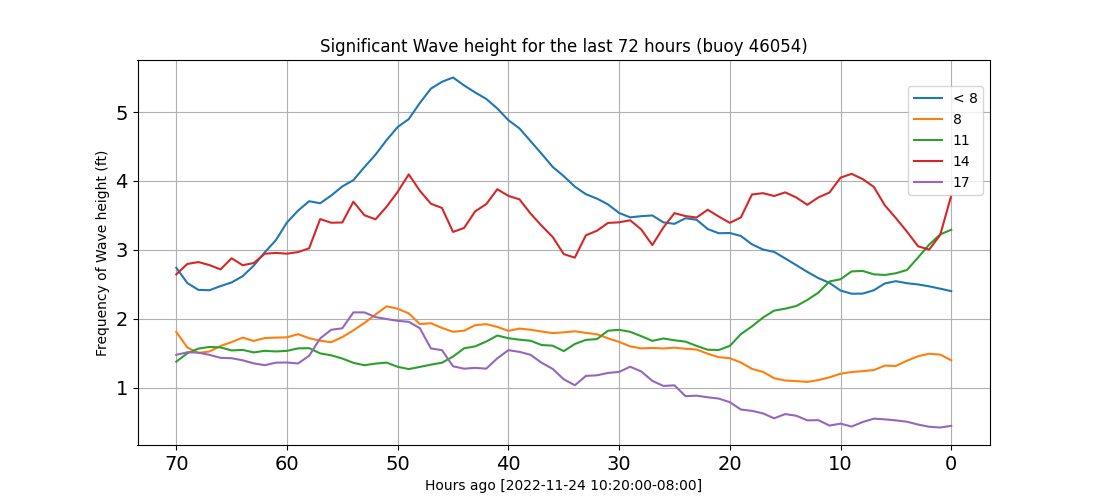 Significant Wave height for the last 72 hours (buoy 46054)
Frequency of Wave height (ft)
5
4
3
2
1
< 8
8
11
14
17
70 60 50 40 30 20 10 0
Hours ago [2022-11-24 10:20:00-08:00]